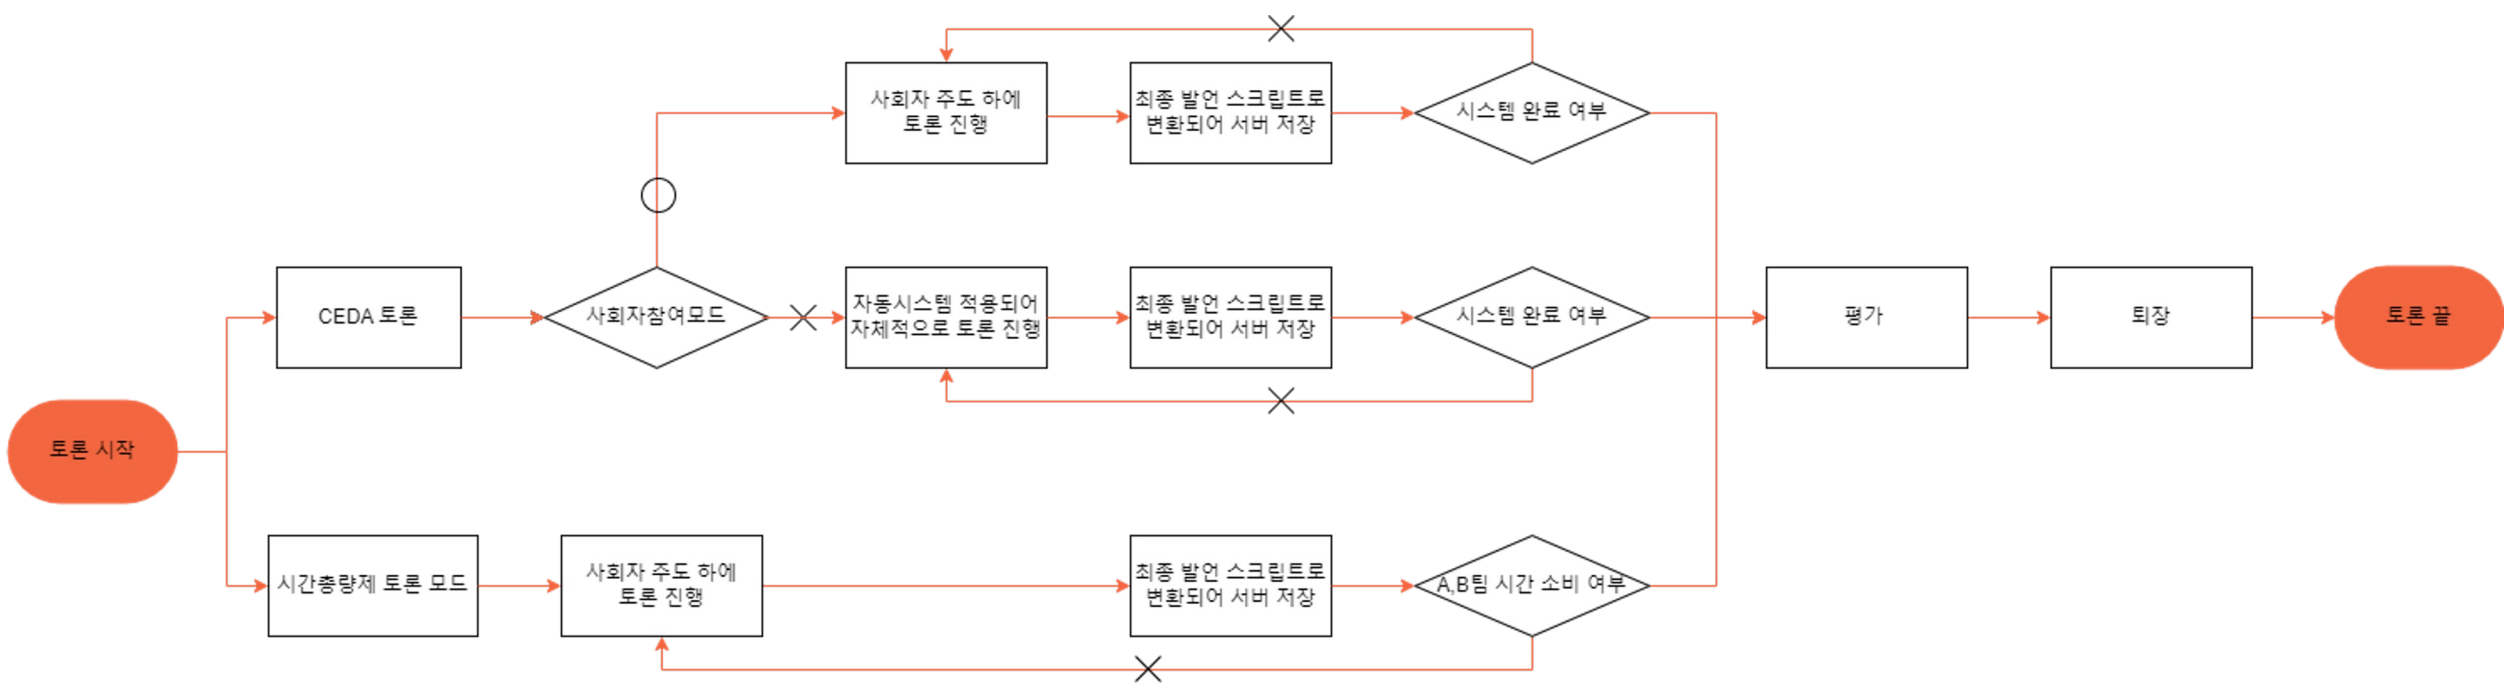 사회자 주도 하에
토론 진행
최종 발언 스크립트로
변환되어 서버 저장
시스템 완료 여부
CEDA 토론
사회자참여모드
자동시스템 적용되어
자체적으로 토론 진행
최종 발언 스크립트로
변환되어 서버 저장
시스템 완료 여부
평가
퇴장
토론 끝
토론 시작
시간총량제 토론 모드
사회자 주도 하에
토론 진행
최종 발언 스크립트로
변환되어 서버 저장
A,B팀 시간 소비 여부